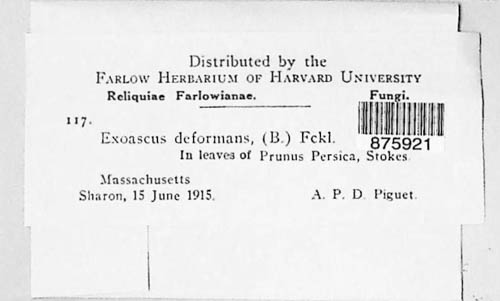 Distributed by the
FARLOW HERBARIUM OF HARVARD UNIVERSITY
Reliquiae Farlowianae. Fungi.
117.
Exoascus deformans, (B.) Fckl.
875921
In leaves of Prunus Persica, Stokes.
Massachusetts
Sharon, 15 June 1915. A. P. D. Piguet.